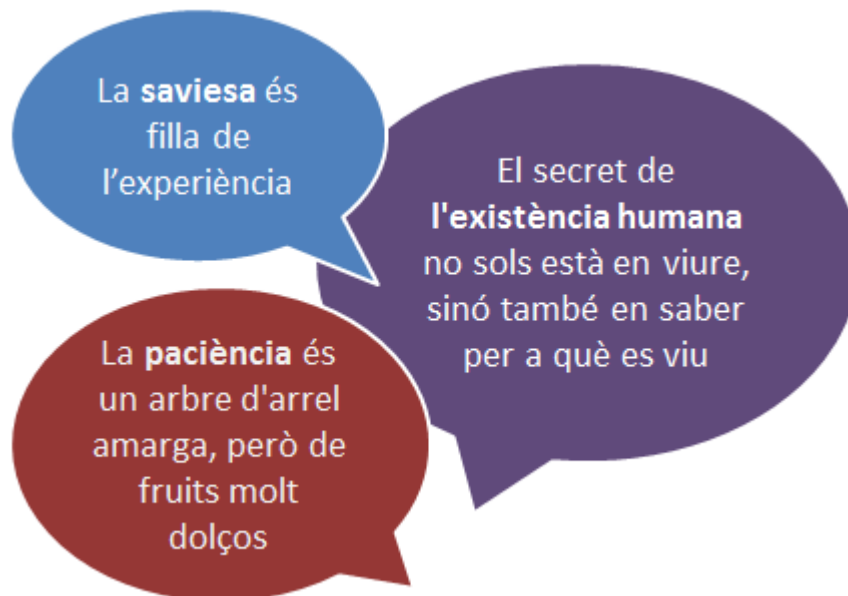 La saviesa és
filla de
l’experiència
El secret de
l'existència humana
no sols està en viure,
sinó també en saber
per a què es viu
La paciència és
un arbre d'arrel
amarga, però de
fruits molt
dolços